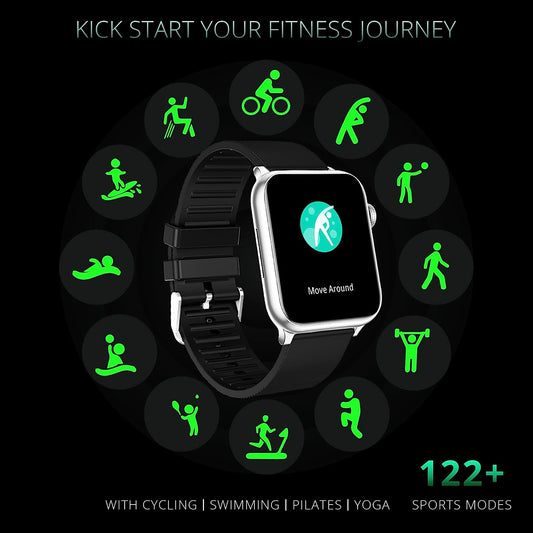 KICK START YOUR FITNESS JOURNEY
Move Around
122+
WITH CYCLING | SWIMMING | PILATES | YOGA
SPORTS MODES